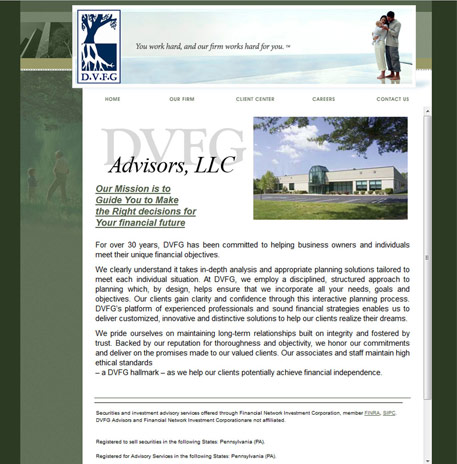 You work hard, and our firm works hard for you.™
D.V.F.G
HOME OUR FIRM CLIENT CENTER CAREERS CONTACT US
DVFG
Advisors, LLC
Our Mission is to
Guide You to Make
the Right decisions for
Your financial future
For over 30 years, DVFG has been committed to helping business owners and individuals
meet their unique financial objectives.
We clearly understand it takes in-depth analysis and appropriate planning solutions tailored to
meet each individual situation. At DVFG, we employ a disciplined, structured approach to
planning which, by design, helps ensure that we incorporate all your needs, goals and
objectives. Our clients gain clarity and confidence through this interactive planning process.
DVFG's platform of experienced professionals and sound financial strategies enables us to
deliver customized, innovative and distinctive solutions to help our clients realize their dreams.
We pride ourselves on maintaining long-term relationships built on integrity and fostered by
trust. Backed by our reputation for thoroughness and objectivity, we honor our commitments
and deliver on the promises made to our valued clients. Our associates and staff maintain high
ethical standards
– a DVFG hallmark – as we help our clients potentially achieve financial independence.
Securities and investment advisory services offered through Financial Network Investment Corporation, member FINRA, SIPC.
DVFG Advisors and Financial Network Investment Corporationare not affiliated.
Registered to sell securities in the following States: Pennsylvania (PA).
Registered for Advisory Services in the following States: Pennsylvania (PA).